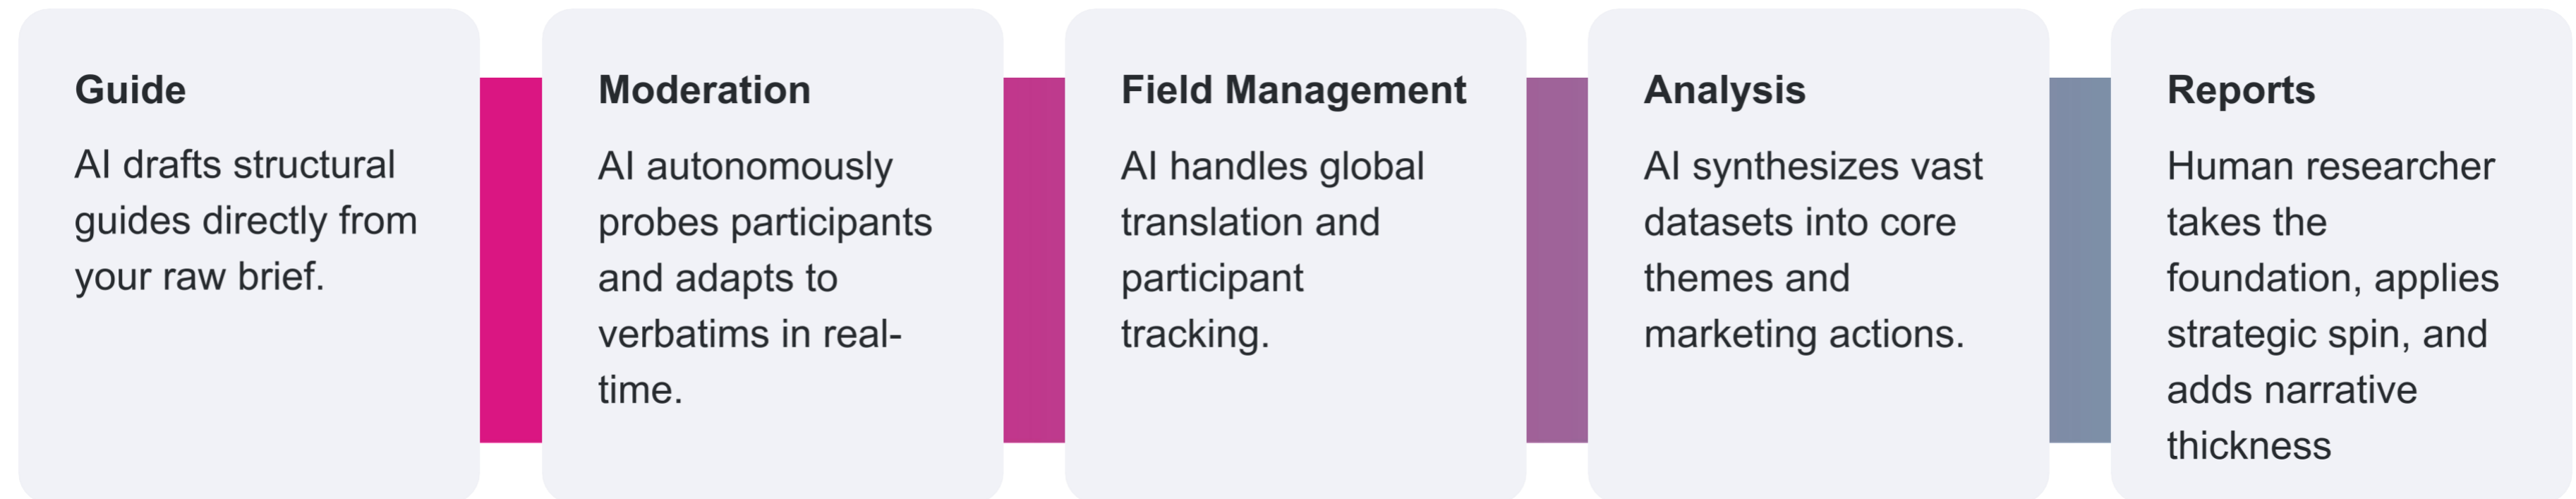 Guide
AI drafts structural
guides directly from
your raw brief.
Moderation
AI autonomously
probes participants
and adapts to
verbatims in real-
time.
Field Management
AI handles global
translation and
participant
tracking.
Analysis
AI synthesizes vast
datasets into core
themes and
marketing actions.
Reports
Human researcher
takes the
foundation, applies
strategic spin, and
adds narrative
thickness